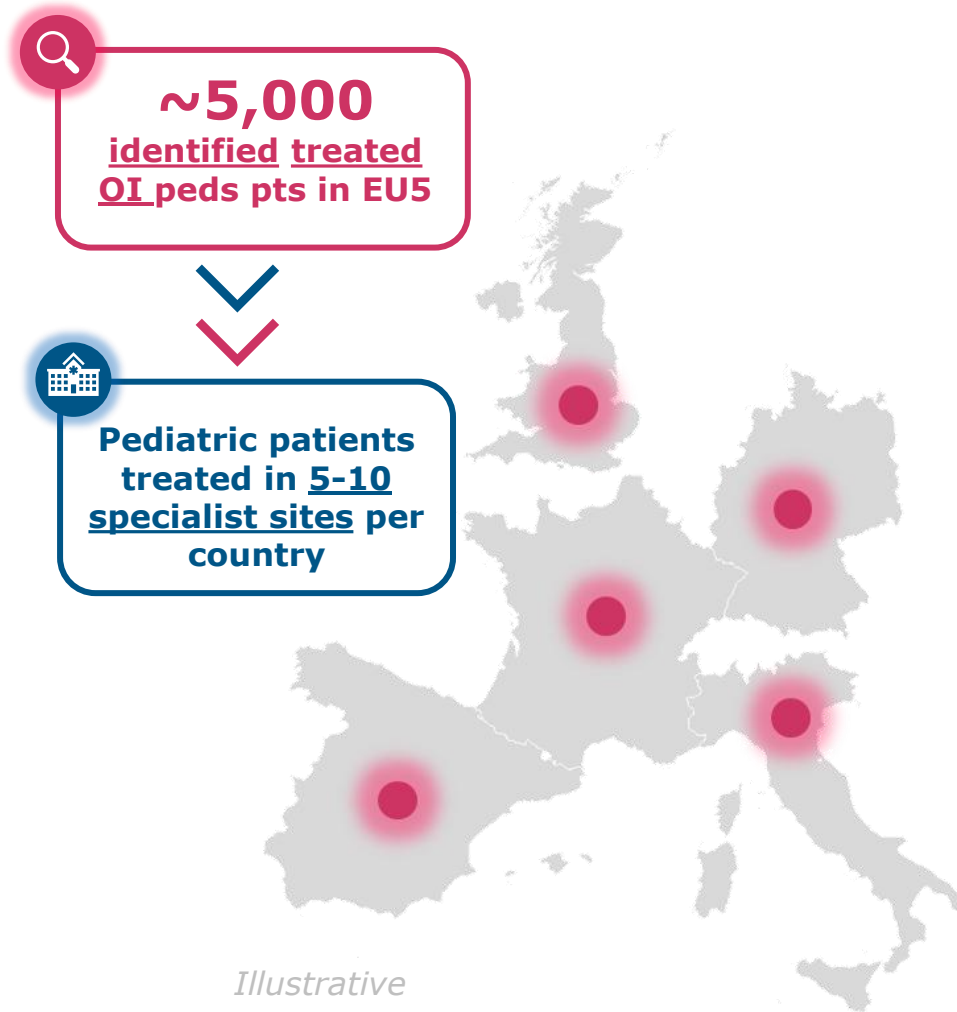 ~5,000
identified treated
OI peds pts in EU5
Pediatric patients
treated in 5-10
specialist sites per
country
Illustrative